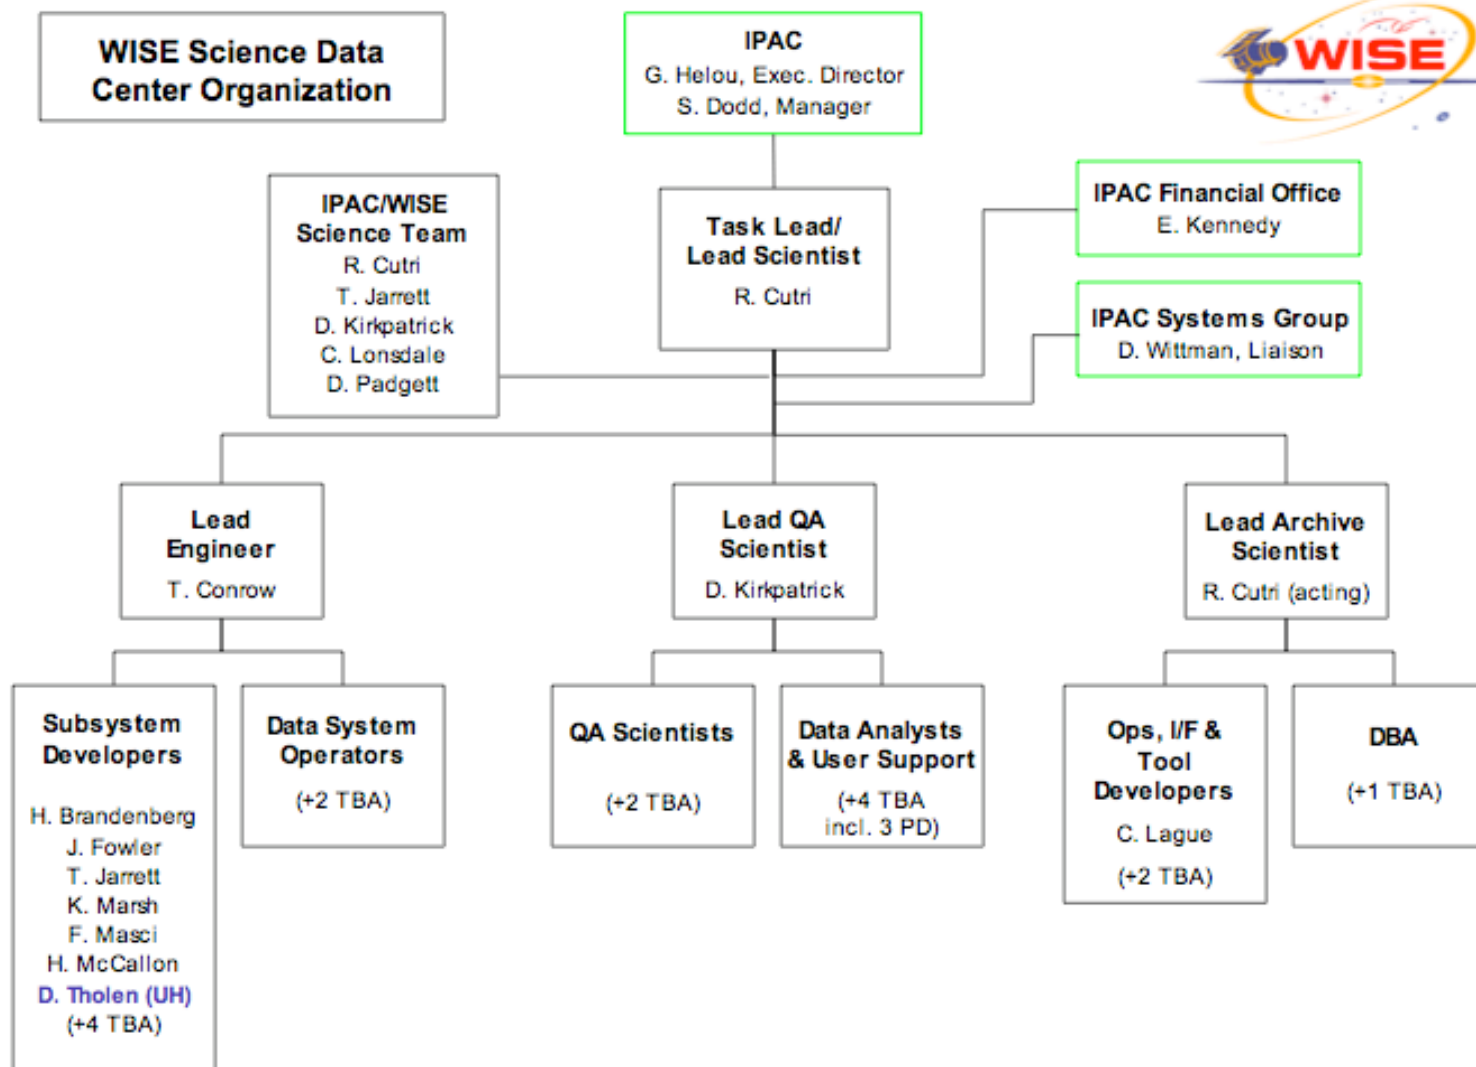 WISE Science Data
Center Organization
IPAC
G. Helou, Exec. Director
S. Dodd, Manager
WISE
IPAC/WISE
Science Team
R. Cutri
T. Jarrett
D. Kirkpatrick
C. Lonsdale
D. Padgett
Task Lead/
Lead Scientist
R. Cutri
IPAC Financial Office
E. Kennedy
IPAC Systems Group
D. Wittman, Liaison
Lead
Engineer
T. Conrow
Lead QA
Scientist
D. Kirkpatrick
Lead Archive
Scientist
R. Cutri (acting)
Subsystem
Developers
H. Brandenberg
J. Fowler
T. Jarrett
K. Marsh
F. Masci
H. McCallon
D. Tholen (UH)
(+4 TBA)
Data System
Operators
(+2 TBA)
QA Scientists
(+2 TBA)
Data Analysts
& User Support
(+4 TBA
incl. 3 PD)
Ops, I/F &
Tool
Developers
C. Lague
(+2 TBA)
DBA
(+1 TBA)